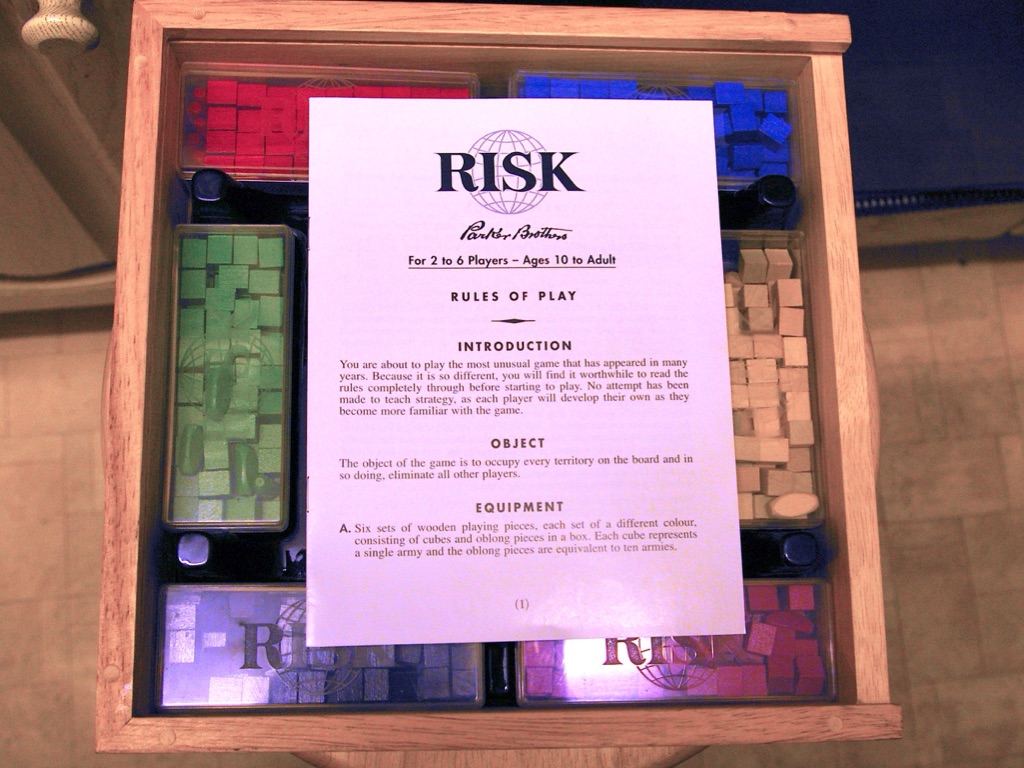 RISK
Parker Brothers
For 2 to 6 Players – Ages 10 to Adult
RULES OF PLAY
INTRODUCTION
You are about to play the most unusual game that has appeared in many
years. Because it is so different, you will find it worthwhile to read the
rules completely through before starting to play. No attempt has been
made to teach strategy, as each player will develop their own as they
become more familiar with the game.
OBJECT
The object of the game is to occupy every territory on the board and in
so doing, eliminate all other players.
EQUIPMENT
A. Six sets of wooden playing pieces, each set of a different colour,
consisting of cubes and oblong pieces in a box. Each cube represents
a single army and the oblong pieces are equivalent to ten armies.
(1)
RISK
RISK